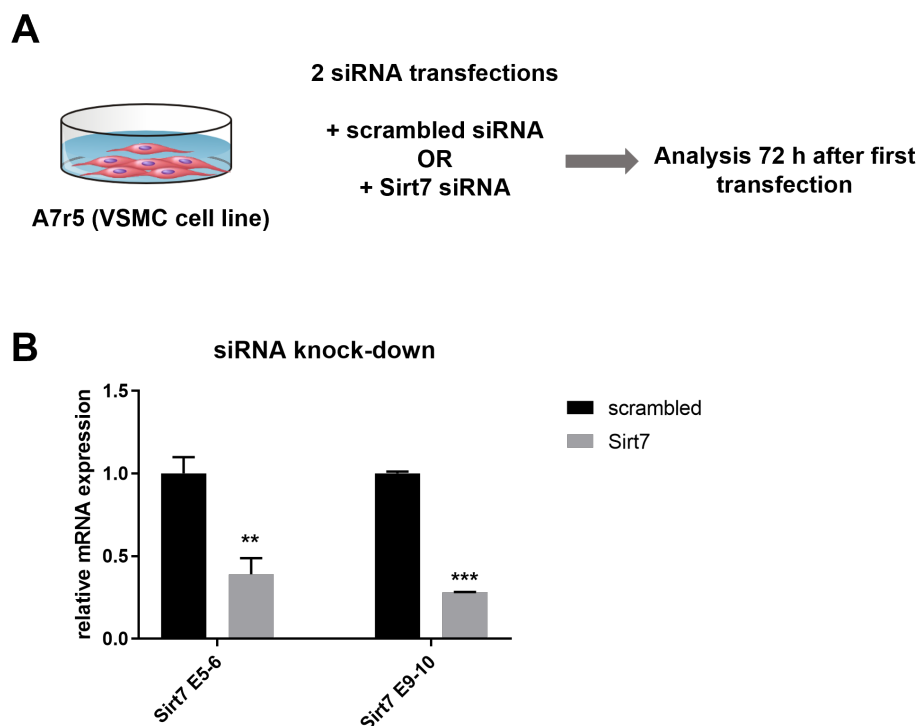 A
2 siRNA transfections
+ scrambled siRNA
OR
+ Sirt7 siRNA
Analysis 72 h after first
transfection
A7r5 (VSMC cell line)
B
siRNA knock-down
relative mRNA expression
1.5
1.0
0.5
0.0
**
***
Sirt7 E5-6
Sirt7 E9-10
scrambled
Sirt7